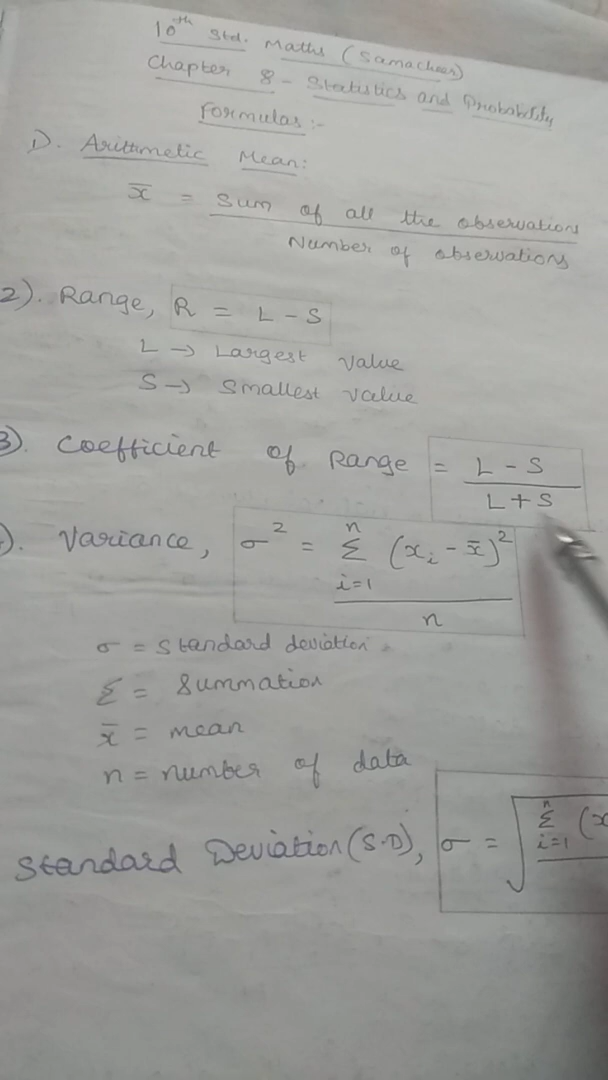 10th Std. Maths (Samacheer)
Chapter 8 - Statistics and Probability
Formulas :-
1). Arithmetic Mean:
x̄ = Sum of all the observations
Number of observations
2). Range, R = L - S
L → Largest value
S → Smallest value
3). Coefficient of Range = L - S
L + S
). Variance, σ² = n Σ i=1 (xᵢ - x̄)²
n
σ = Standard deviation.
Σ = Summation
x̄ = mean
n = number of data
Standard Deviation (S.D), σ = √ n Σ i=1 (x